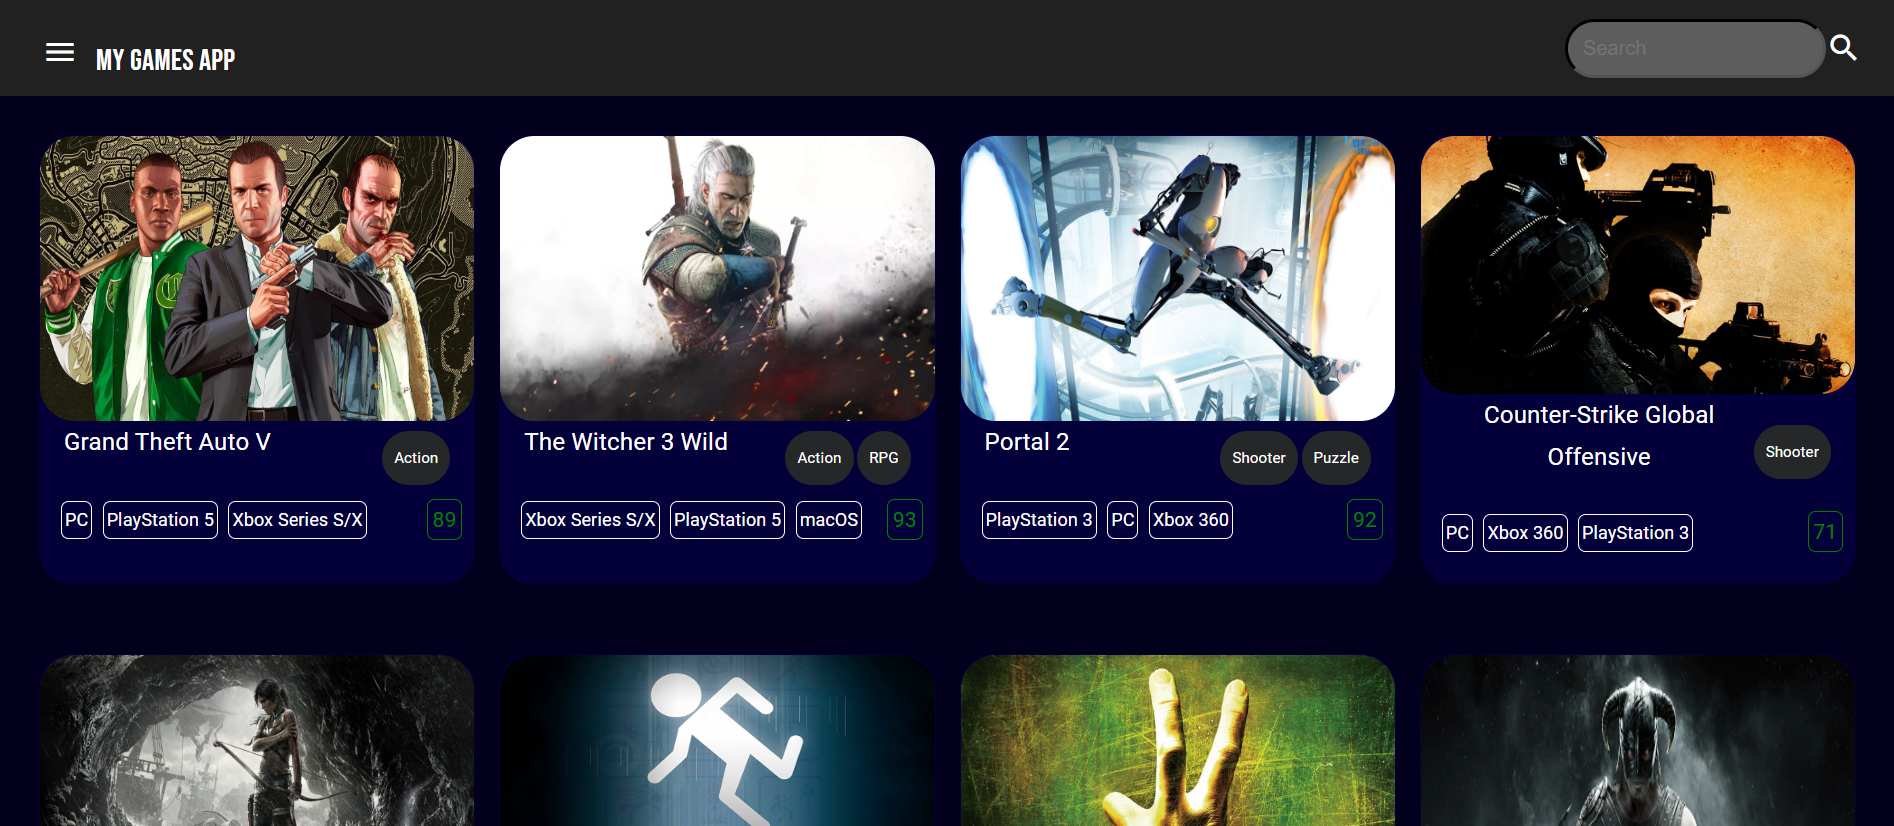 MY GAMES APP
Search
Grand Theft Auto V
Action
PC PlayStation 5 Xbox Series S/X 89
The Witcher 3 Wild
Action RPG
Xbox Series S/X PlayStation 5 macOS 93
Portal 2
Shooter Puzzle
PlayStation 3 PC Xbox 360 92
Counter-Strike Global
Offensive
Shooter
PC Xbox 360 PlayStation 3 71